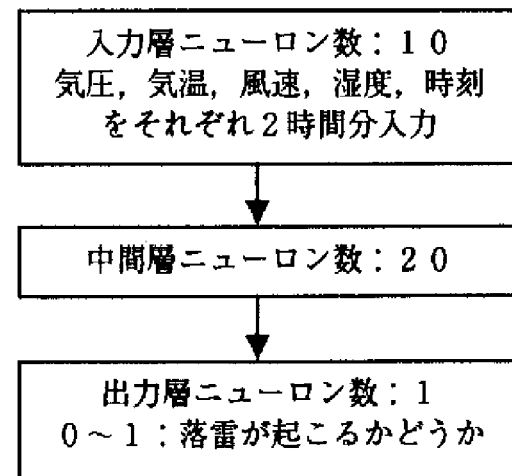 入力層ニューロン数：１０
気圧，気温，風速，湿度，時刻
をそれぞれ２時間分入力
中間層ニューロン数：２０
出力層ニューロン数：１
０～１：落雷が起こるかどうか